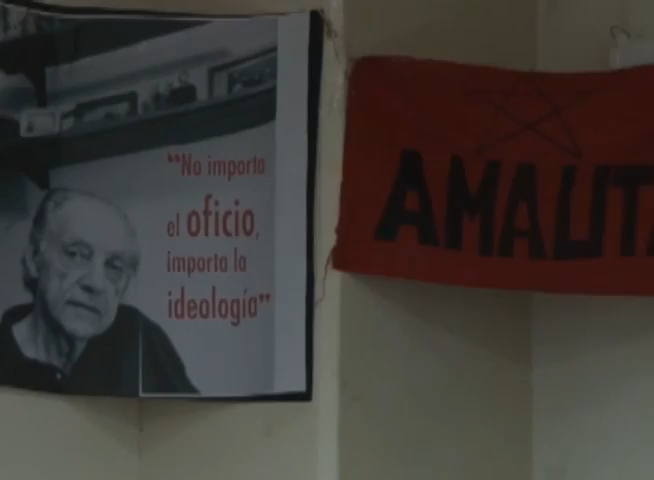 "No importa
el oficio,
importa la
ideología"
AMAUTA